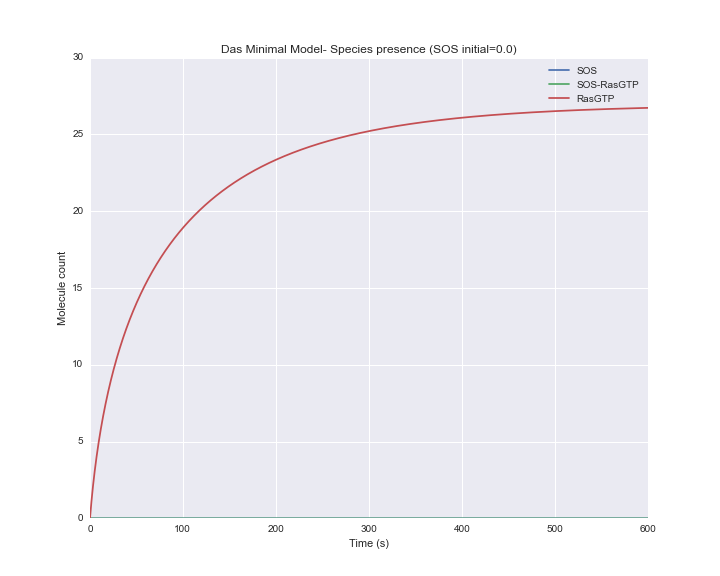 Das Minimal Model- Species presence (SOS initial=0.0)
30
SOS
SOS-RasGTP
RasGTP
25
20
15
10
5
0
Molecule count
0 100 200 300 400 500 600
Time (s)